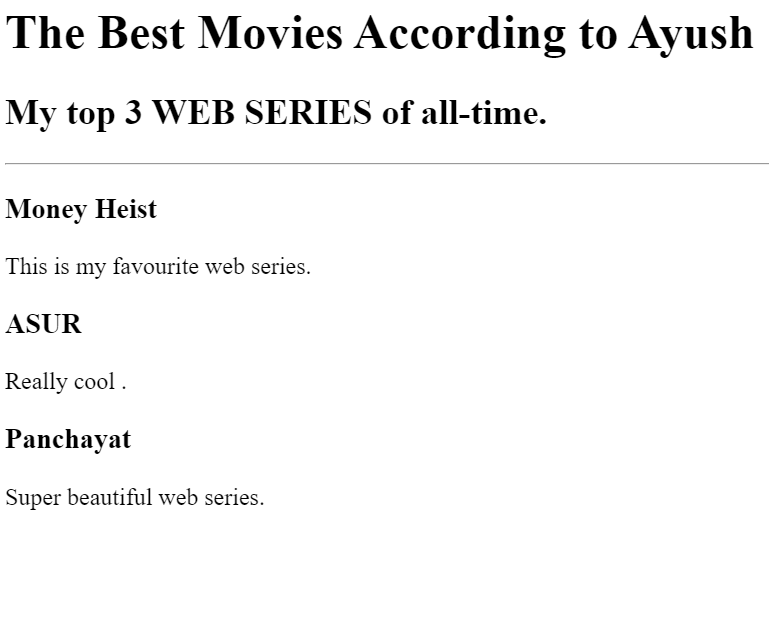 The Best Movies According to Ayush
My top 3 WEB SERIES of all-time.
Money Heist
This is my favourite web series.
ASUR
Really cool .
Panchayat
Super beautiful web series.